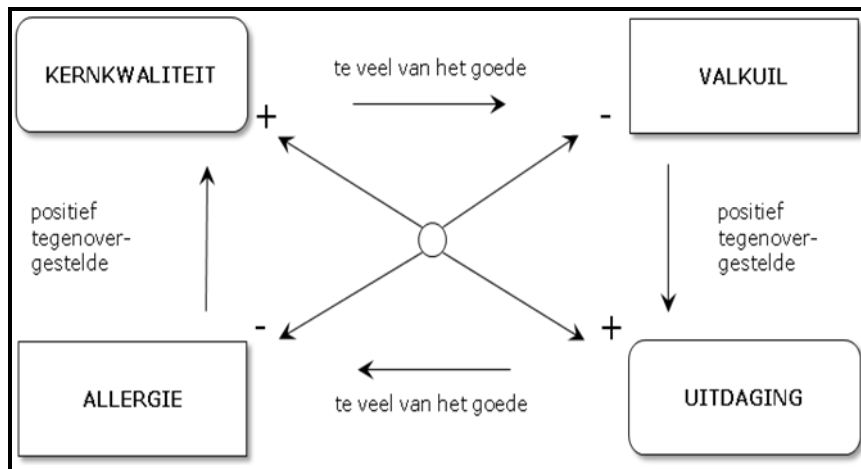 KERNKWALITEIT
te veel van het goede
VALKUIL
+
-
positief
tegenover-
gestelde
positief
tegenover-
gestelde
-
+
ALLERGIE
te veel van het goede
UITDAGING